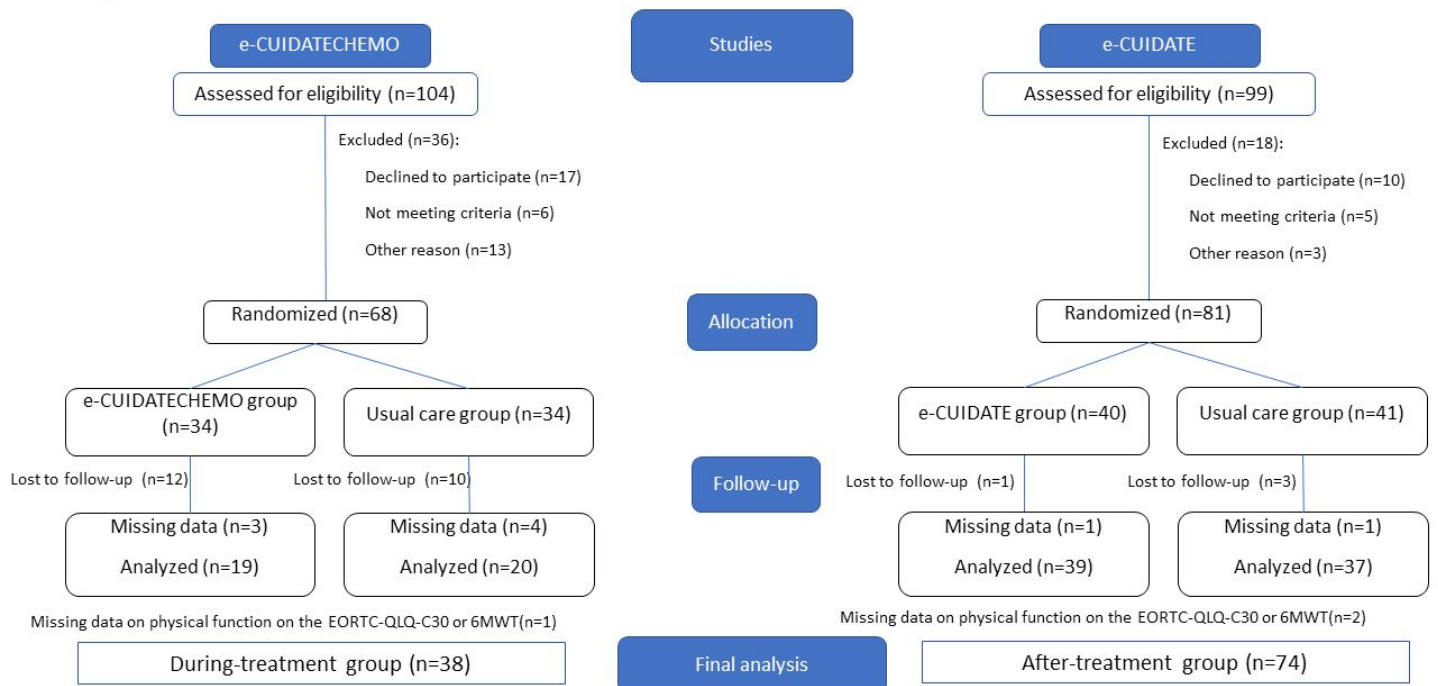 e-CUIDATECHEMO
Studies
e-CUIDATE
Assessed for eligibility (n=104)
Assessed for eligibility (n=99)
Excluded (n=36):
Declined to participate (n=17)
Not meeting criteria (n=6)
Other reason (n=13)
Excluded (n=18):
Declined to participate (n=10)
Not meeting criteria (n=5)
Other reason (n=3)
Randomized (n=68)
Allocation
Randomized (n=81)
e-CUIDATECHEMO group
(n=34)
Usual care group (n=34)
e-CUIDATE group (n=40)
Usual care group (n=41)
Lost to follow-up (n=12)
Lost to follow-up (n=10)
Follow-up
Lost to follow-up (n=1)
Lost to follow-up (n=3)
Missing data (n=3)
Analyzed (n=19)
Missing data (n=4)
Analyzed (n=20)
Missing data (n=1)
Analyzed (n=39)
Missing data (n=1)
Analyzed (n=37)
Missing data on physical function on the EORTC-QLQ-C30 or 6MWT(n=1)
Missing data on physical function on the EORTC-QLQ-C30 or 6MWT(n=2)
During-treatment group (n=38)
Final analysis
After-treatment group (n=74)